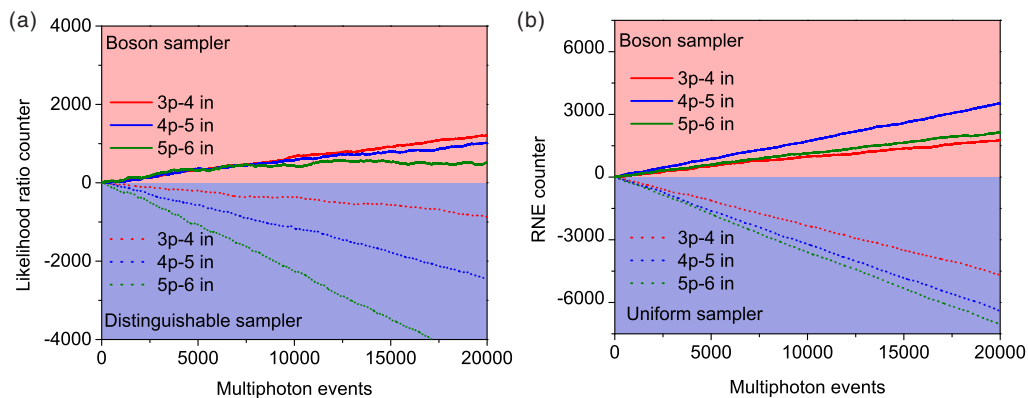 (a)
4000
2000
0
-2000
-4000
Likelihood ratio counter
Boson sampler
3p-4 in
4p-5 in
5p-6 in
3p-4 in
4p-5 in
5p-6 in
Distinguishable sampler
0 5000 10000 15000 20000
Multiphoton events
(b)
6000
3000
0
-3000
-6000
RNE counter
Boson sampler
3p-4 in
4p-5 in
5p-6 in
3p-4 in
4p-5 in
5p-6 in
Uniform sampler
0 5000 10000 15000 20000
Multiphoton events